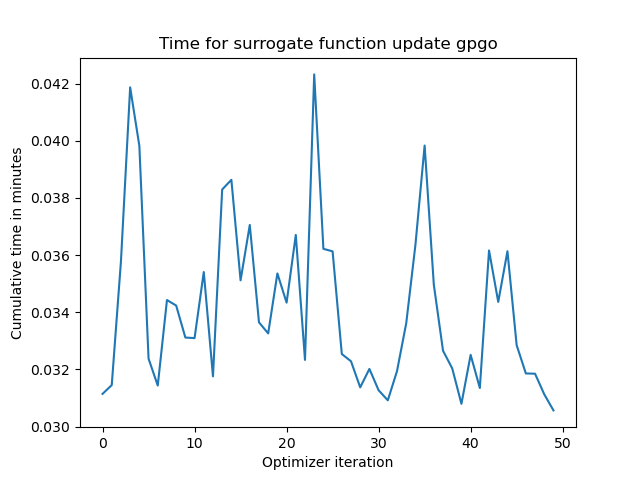 Time for surrogate function update gpgo
0.042
0.040
0.038
0.036
0.034
0.032
0.030
Cumulative time in minutes
0 10 20 30 40 50
Optimizer iteration